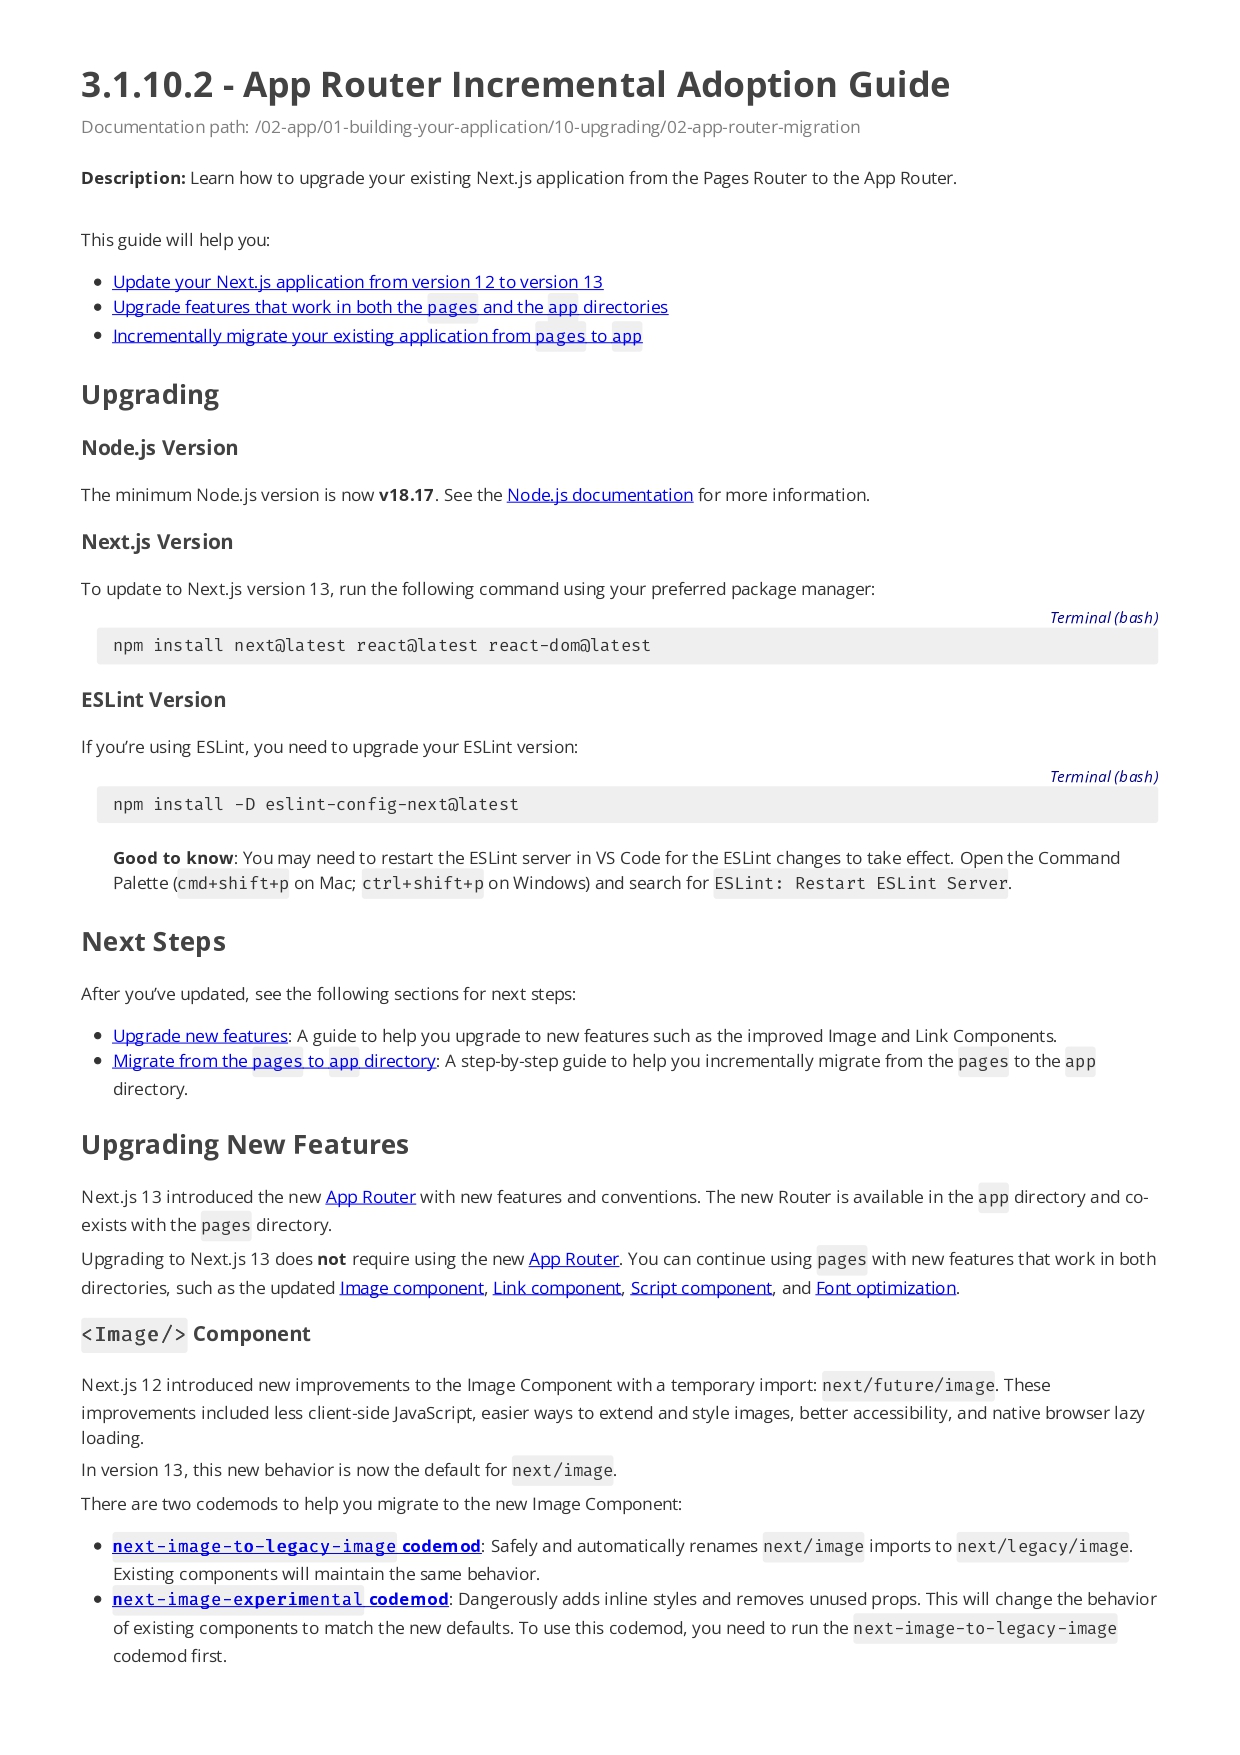 3.1.10.2 - App Router Incremental Adoption Guide
Documentation path: /02-app/01-building-your-application/10-upgrading/02-app-router-migration
Description: Learn how to upgrade your existing Next.js application from the Pages Router to the App Router.
This guide will help you:
• Update your Next.js application from version 12 to version 13
• Upgrade features that work in both the pages and the app directories
• Incrementally migrate your existing application from pages to app
Upgrading
Node.js Version
The minimum Node.js version is now v18.17. See the Node.js documentation for more information.
Next.js Version
To update to Next.js version 13, run the following command using your preferred package manager:
Terminal (bash)
npm install next@latest react@latest react-dom@latest
ESLint Version
If you’re using ESLint, you need to upgrade your ESLint version:
Terminal (bash)
npm install -D eslint-config-next@latest
Good to know: You may need to restart the ESLint server in VS Code for the ESLint changes to take effect. Open the Command
Palette (cmd+shift+p on Mac; ctrl+shift+p on Windows) and search for ESLint: Restart ESLint Server.
Next Steps
After you’ve updated, see the following sections for next steps:
• Upgrade new features: A guide to help you upgrade to new features such as the improved Image and Link Components.
• Migrate from the pages to app directory: A step-by-step guide to help you incrementally migrate from the pages to the app
directory.
Upgrading New Features
Next.js 13 introduced the new App Router with new features and conventions. The new Router is available in the app directory and co-
exists with the pages directory.
Upgrading to Next.js 13 does not require using the new App Router. You can continue using pages with new features that work in both
directories, such as the updated Image component, Link component, Script component, and Font optimization.
<Image/> Component
Next.js 12 introduced new improvements to the Image Component with a temporary import: next/future/image. These
improvements included less client-side JavaScript, easier ways to extend and style images, better accessibility, and native browser lazy
loading.
In version 13, this new behavior is now the default for next/image.
There are two codemods to help you migrate to the new Image Component:
• next-image-to-legacy-image codemod: Safely and automatically renames next/image imports to next/legacy/image.
Existing components will maintain the same behavior.
• next-image-experimental codemod: Dangerously adds inline styles and removes unused props. This will change the behavior
of existing components to match the new defaults. To use this codemod, you need to run the next-image-to-legacy-image
codemod first.